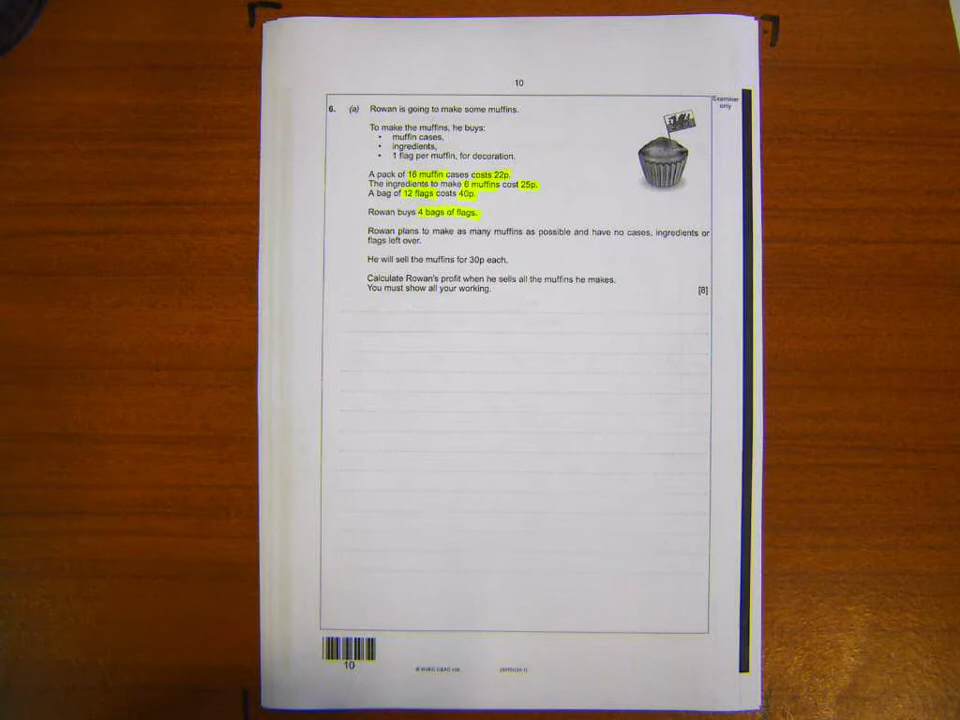 10
Examiner
only
6. (a) Rowan is going to make some muffins.
To make the muffins, he buys:
• muffin cases,
• ingredients,
• 1 flag per muffin, for decoration.
A pack of 16 muffin cases costs 22p.
The ingredients to make 6 muffins cost 25p.
A bag of 12 flags costs 40p.
Rowan buys 4 bags of flags.
Rowan plans to make as many muffins as possible and have no cases, ingredients or
flags left over.
He will sell the muffins for 30p each.
Calculate Rowan's profit when he sells all the muffins he makes.
You must show all your working.
[8]
10